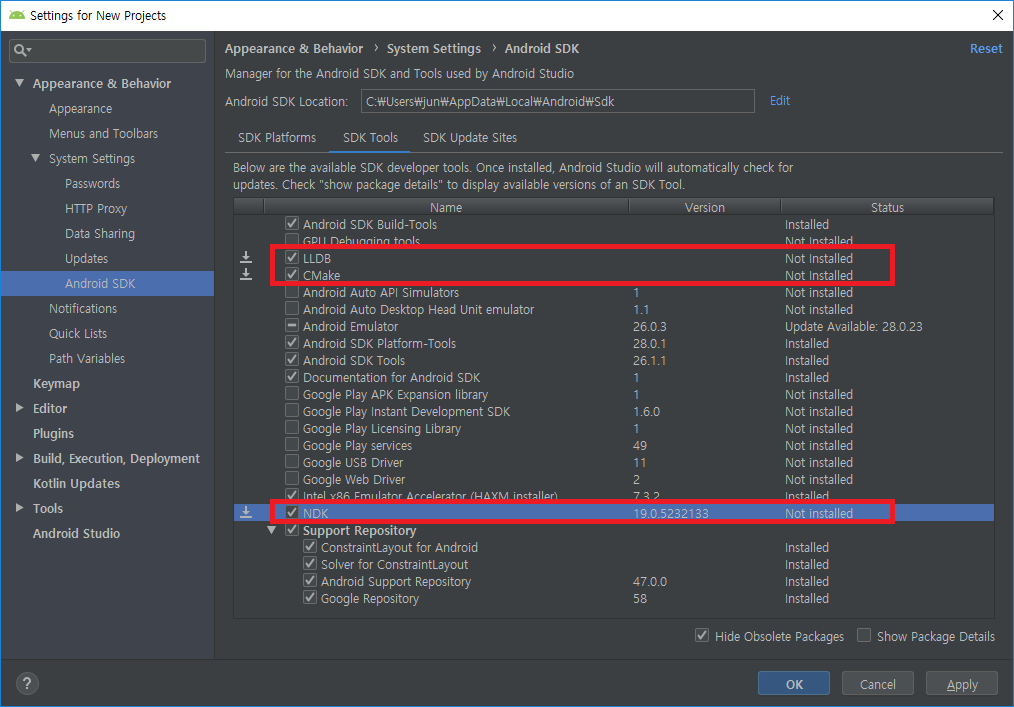 Settings for New Projects
Appearance & Behavior › System Settings › Android SDK
Reset
Manager for the Android SDK and Tools used by Android Studio
Android SDK Location: C:₩Users₩jun₩AppData₩Local₩Android₩Sdk Edit
Appearance & Behavior
Appearance
Menus and Toolbars
System Settings
Passwords
HTTP Proxy
Data Sharing
Updates
Android SDK
Notifications
Quick Lists
Path Variables
Keymap
Editor
Plugins
Build, Execution, Deployment
Kotlin Updates
Tools
Android Studio
SDK Platforms SDK Tools SDK Update Sites
Below are the available SDK developer tools. Once installed, Android Studio will automatically check for
updates. Check "show package details" to display available versions of an SDK Tool.
Name Version Status
Android SDK Build-Tools Installed
GPU Debugging tools Not Installed
LLDB Not Installed
CMake Not Installed
Android Auto API Simulators 1 Not installed
Android Auto Desktop Head Unit emulator 1.1 Not installed
Android Emulator 26.0.3 Update Available: 28.0.23
Android SDK Platform-Tools 28.0.1 Installed
Android SDK Tools 26.1.1 Installed
Documentation for Android SDK 1 Installed
Google Play APK Expansion library 1 Not installed
Google Play Instant Development SDK 1.6.0 Not installed
Google Play Licensing Library 1 Not installed
Google Play services 49 Not installed
Google USB Driver 11 Not installed
Google Web Driver 2 Not installed
Intel x86 Emulator Accelerator (HAXM installer) 7.3.2 Installed
NDK 19.0.5232133 Not installed
Support Repository
ConstraintLayout for Android Installed
Solver for ConstraintLayout Installed
Android Support Repository 47.0.0 Installed
Google Repository 58 Installed
Hide Obsolete Packages Show Package Details
? OK Cancel Apply